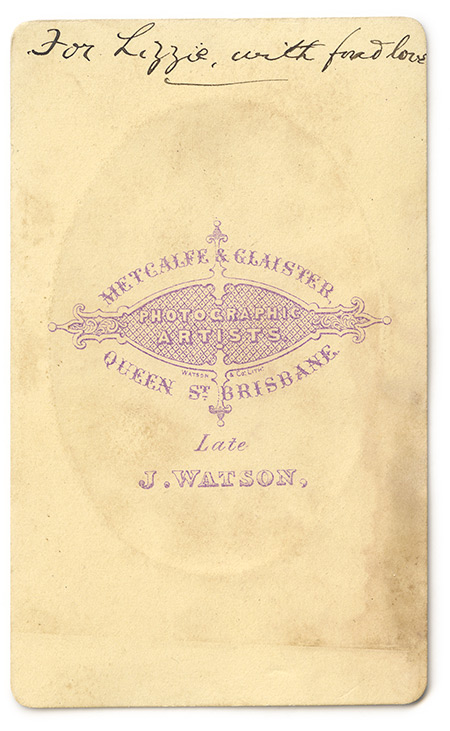 For Lizzie, with fond love
METCALFE & GLAISTER,
PHOTOGRAPHIC
ARTISTS.
WATSON & Co. LITH:
QUEEN ST. BRISBANE.
Late
J. WATSON,